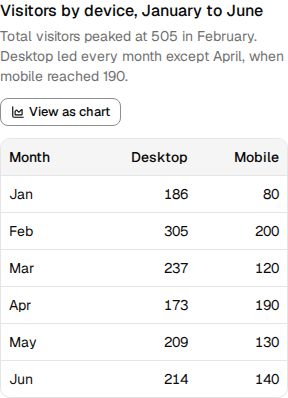 Visitors by device, January to June
Total visitors peaked at 505 in February.
Desktop led every month except April, when
mobile reached 190.
View as chart
Month Desktop Mobile
Jan 186 80
Feb 305 200
Mar 237 120
Apr 173 190
May 209 130
Jun 214 140